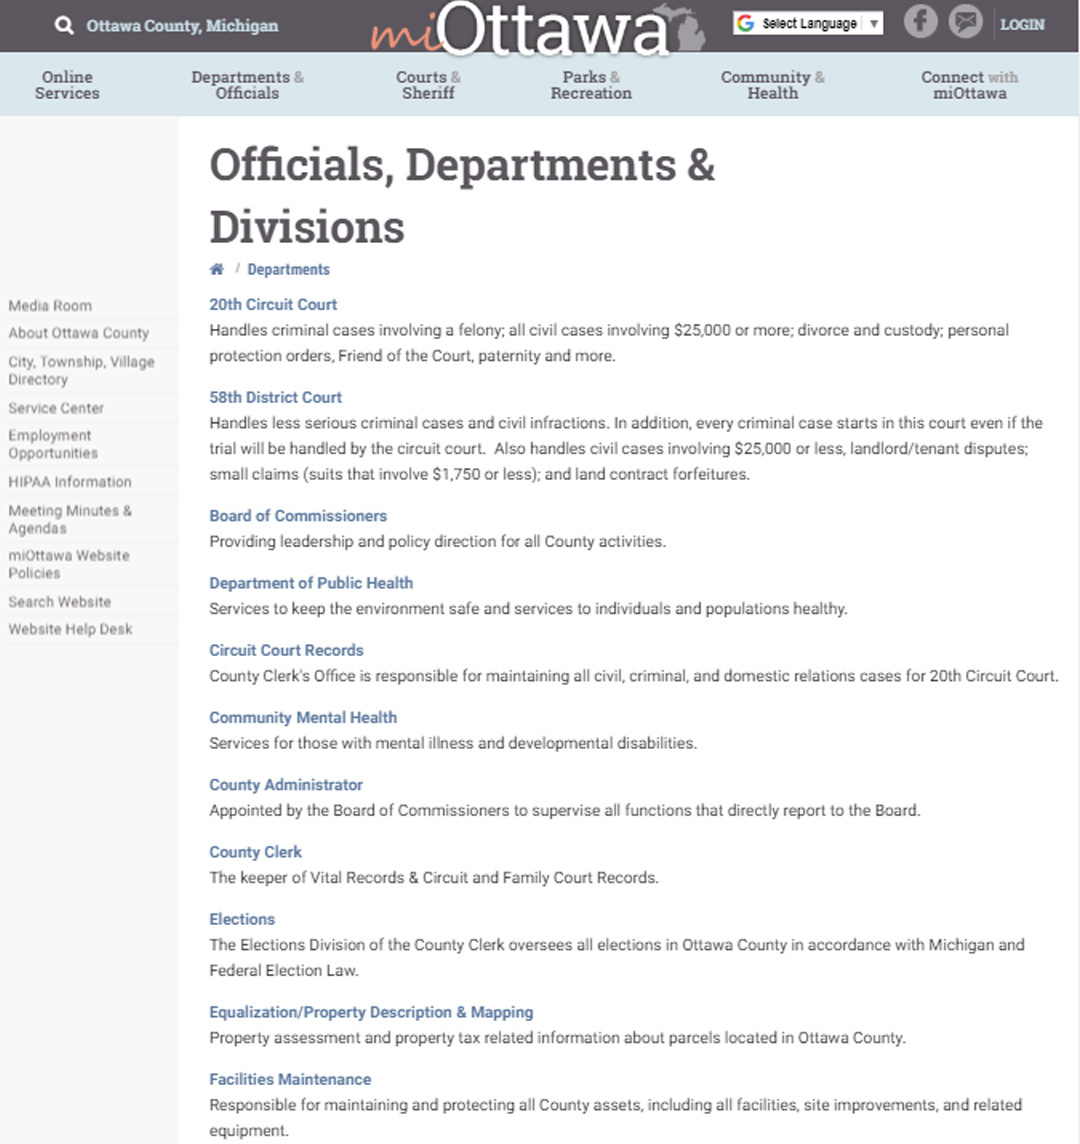 Ottawa County, Michigan
miOttawa
Select Language ▼
LOGIN
Online
Services
Departments &
Officials
Courts &
Sheriff
Parks &
Recreation
Community &
Health
Connect with
miOttawa
Officials, Departments &
Divisions
/ Departments
Media Room
About Ottawa County
City, Township, Village
Directory
Service Center
Employment
Opportunities
HIPAA Information
Meeting Minutes &
Agendas
miOttawa Website
Policies
Search Website
Website Help Desk
20th Circuit Court
Handles criminal cases involving a felony; all civil cases involving $25,000 or more; divorce and custody; personal
protection orders, Friend of the Court, paternity and more.
58th District Court
Handles less serious criminal cases and civil infractions. In addition, every criminal case starts in this court even if the
trial will be handled by the circuit court.  Also handles civil cases involving $25,000 or less, landlord/tenant disputes;
small claims (suits that involve $1,750 or less); and land contract forfeitures.
Board of Commissioners
Providing leadership and policy direction for all County activities.
Department of Public Health
Services to keep the environment safe and services to individuals and populations healthy.
Circuit Court Records
County Clerk's Office is responsible for maintaining all civil, criminal, and domestic relations cases for 20th Circuit Court.
Community Mental Health
Services for those with mental illness and developmental disabilities.
County Administrator
Appointed by the Board of Commissioners to supervise all functions that directly report to the Board.
County Clerk
The keeper of Vital Records & Circuit and Family Court Records.
Elections
The Elections Division of the County Clerk oversees all elections in Ottawa County in accordance with Michigan and
Federal Election Law.
Equalization/Property Description & Mapping
Property assessment and property tax related information about parcels located in Ottawa County.
Facilities Maintenance
Responsible for maintaining and protecting all County assets, including all facilities, site improvements, and related
equipment.